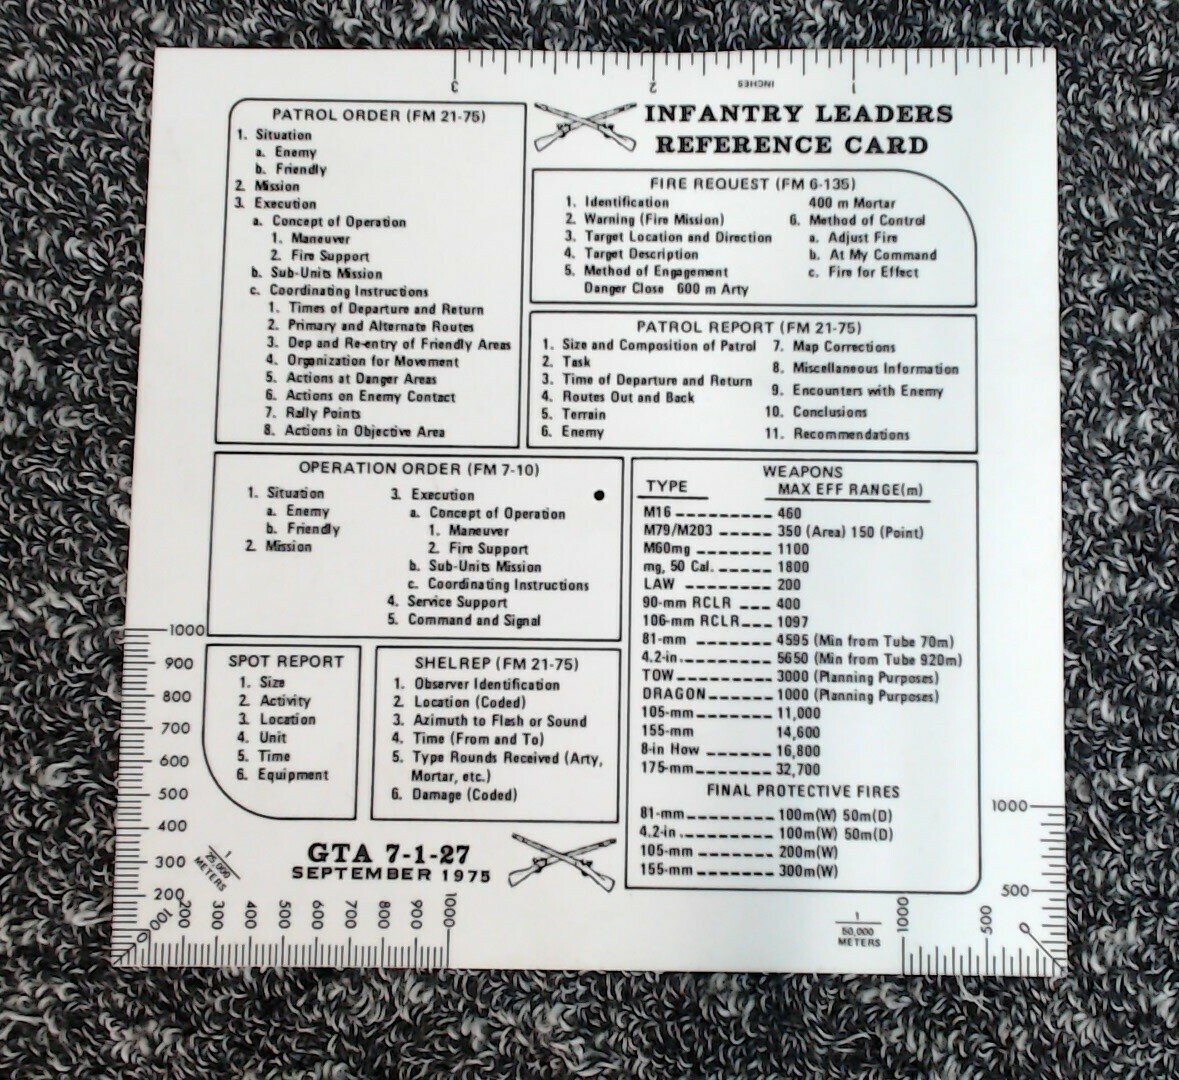 3 2 INCHES 1
INFANTRY LEADERS
REFERENCE CARD
PATROL ORDER (FM 21-75)
1. Situation
a. Enemy
b. Friendly
2. Mission
3. Execution
a. Concept of Operation
1. Maneuver
2. Fire Support
b. Sub-Units Mission
c. Coordinating Instructions
1. Times of Departure and Return
2. Primary and Alternate Routes
3. Dep and Re-entry of Friendly Areas
4. Organization for Movement
5. Actions at Danger Areas
6. Actions on Enemy Contact
7. Rally Points
8. Actions in Objective Area
FIRE REQUEST (FM 6-135)
1. Identification
2. Warning (Fire Mission)
3. Target Location and Direction
4. Target Description
5. Method of Engagement
Danger Close 600 m Arty
400 m Mortar
6. Method of Control
a. Adjust Fire
b. At My Command
c. Fire for Effect
PATROL REPORT (FM 21-75)
1. Size and Composition of Patrol
2. Task
3. Time of Departure and Return
4. Routes Out and Back
5. Terrain
6. Enemy
7. Map Corrections
8. Miscellaneous Information
9. Encounters with Enemy
10. Conclusions
11. Recommendations
OPERATION ORDER (FM 7-10)
1. Situation
a. Enemy
b. Friendly
2. Mission
3. Execution
a. Concept of Operation
1. Maneuver
2. Fire Support
b. Sub-Units Mission
c. Coordinating Instructions
4. Service Support
5. Command and Signal
WEAPONS
TYPE MAX EFF RANGE(m)
M16 ---------- 460
M79/M203 ----- 350 (Area) 150 (Point)
M60mg -------- 1100
mg, 50 Cal. ----- 1800
LAW -------- 200
90-mm RCLR --- 400
106-mm RCLR--- 1097
81-mm -------- 4595 (Min from Tube 70m)
4.2-in.--------- 5650 (Min from Tube 920m)
TOW--------- 3000 (Planning Purposes)
DRAGON------ 1000 (Planning Purposes)
105-mm------- 11,000
155-mm 14,600
8-in How ------ 16,800
175-mm------- 32,700
FINAL PROTECTIVE FIRES
81-mm-------- 100m(W) 50m(D)
4.2-in --------- 100m(W) 50m(D)
105-mm ------- 200m(W)
155-mm ------- 300m(W)
SPOT REPORT
1. Size
2. Activity
3. Location
4. Unit
5. Time
6. Equipment
SHELREP (FM 21-75)
1. Observer Identification
2. Location (Coded)
3. Azimuth to Flash or Sound
4. Time (From and To)
5. Type Rounds Received (Arty,
Mortar, etc.)
6. Damage (Coded)
GTA 7-1-27
SEPTEMBER 1975
1000
900
800
700
600
500
400
300
200
100
0
200 300 400 500 600 700 800 900 1000
1
25,000
METERS
1
50,000
METERS
1000
500
0
1000 500